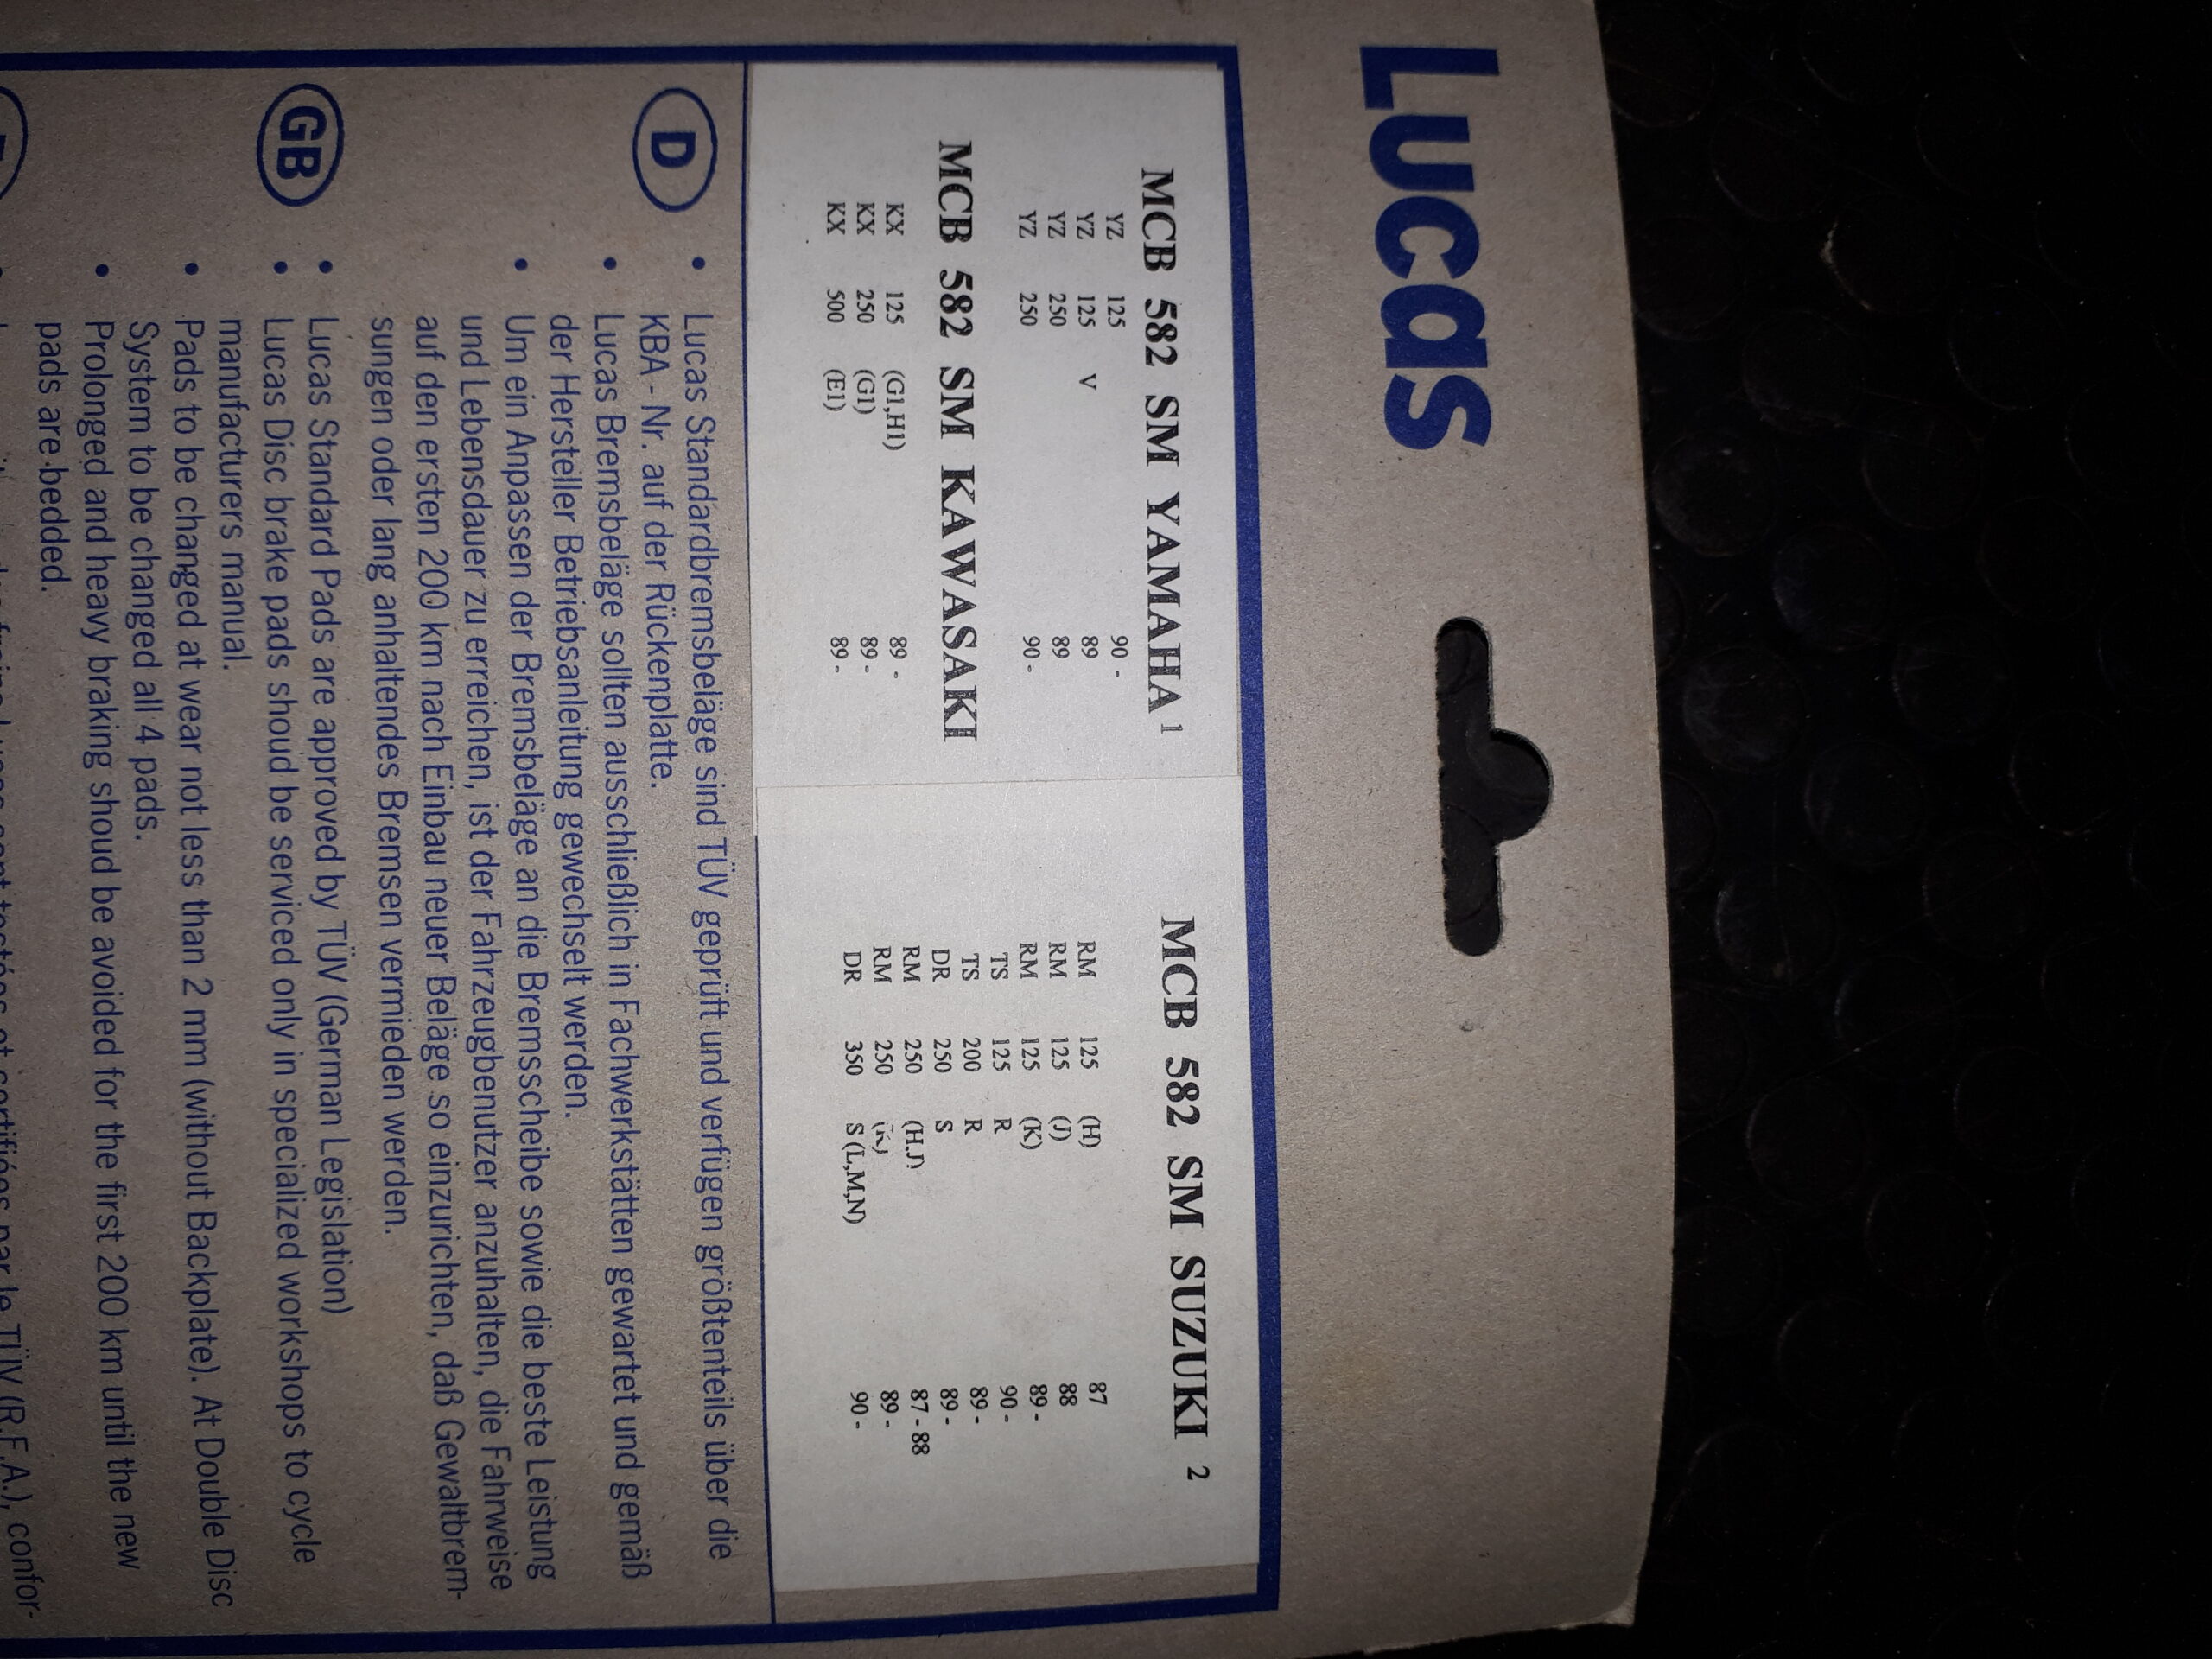 Lucas
MCB 582 SM YAMAHA 1
YZ 125 90 -
YZ 125 V 89
YZ 250 89
YZ 250 90 -
MCB 582 SM KAWASAKI
KX 125 (G1,H1) 89 -
KX 250 (G1) 89 -
KX 500 (E1) 89 -
MCB 582 SM SUZUKI 2
RM 125 (H) 87
RM 125 (J) 88
RM 125 (K) 89 -
TS 125 R 90 -
TS 200 R 89 -
DR 250 S 89 -
RM 250 (H,J) 87 - 88
RM 250 (K) 89 -
DR 350 S (L,M,N) 90 -
D
• Lucas Standardbremsbeläge sind TÜV geprüft und verfügen größtenteils über die
KBA - Nr. auf der Rückenplatte.
• Lucas Bremsbeläge sollten ausschließlich in Fachwerkstätten gewartet und gemäß
der Hersteller Betriebsanleitung gewechselt werden.
• Um ein Anpassen der Bremsbeläge an die Bremsscheibe sowie die beste Leistung
und Lebensdauer zu erreichen, ist der Fahrzeugbenutzer anzuhalten, die Fahrweise
auf den ersten 200 km nach Einbau neuer Beläge so einzurichten, daß Gewaltbrem-
sungen oder lang anhaltendes Bremsen vermieden werden.
GB
• Lucas Standard Pads are approved by TÜV (German Legislation)
• Lucas Disc brake pads shoud be serviced only in specialized workshops to cycle
manufacturers manual.
• Pads to be changed at wear not less than 2 mm (without Backplate). At Double Disc
System to be changed all 4 pads.
• Prolonged and heavy braking shoud be avoided for the first 200 km until the new
pads are bedded.
testées et certifiées par le TÜV (R.F.A.), confor-